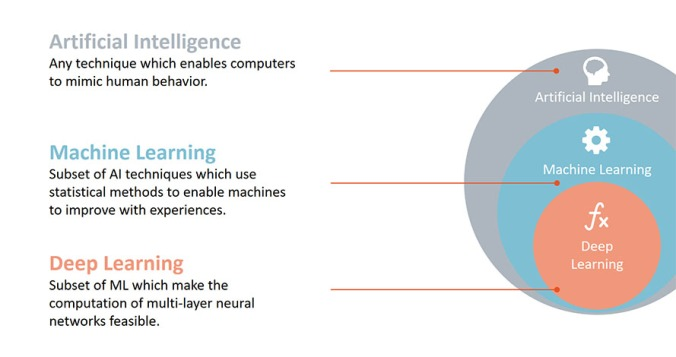 Artificial Intelligence
Any technique which enables computers
to mimic human behavior.
Machine Learning
Subset of AI techniques which use
statistical methods to enable machines
to improve with experiences.
Deep Learning
Subset of ML which make the
computation of multi-layer neural
networks feasible.
Artificial Intelligence
Machine Learning
fx
Deep
Learning